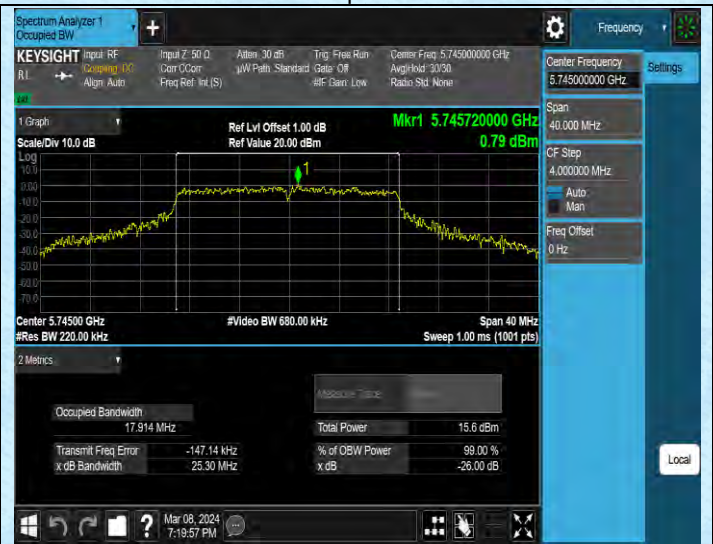 Spectrum Analyzer 1
Occupied BW
+
Frequency
KEYSIGHT
Input: RF
Coupling: DC
Align: Auto
Input Z: 50 Ω
Corr CCorr
Freq Ref: Int (S)
Atten: 30 dB
µW Path: Standard
Trig: Free Run
Gate: Off
#IF Gain: Low
Center Freq: 5.745000000 GHz
Avg|Hold: 30/30
Radio Std: None
1 Graph
Scale/Div 10.0 dB
Ref Lvl Offset 1.00 dB
Ref Value 20.00 dBm
Mkr1 5.745720000 GHz
0.79 dBm
Log
10.0
0.00
-10.0
-20.0
-30.0
-40.0
-50.0
-60.0
-70.0
1
Center 5.74500 GHz
#Res BW 220.00 kHz
#Video BW 680.00 kHz
Span 40 MHz
Sweep 1.00 ms (1001 pts)
2 Metrics
Measure Trace
Occupied Bandwidth
17.914 MHz
Total Power 15.6 dBm
Transmit Freq Error -147.14 kHz
% of OBW Power 99.00 %
x dB Bandwidth 25.30 MHz
x dB -26.00 dB
Center Frequency
5.745000000 GHz
Settings
Span
40.000 MHz
CF Step
4.000000 MHz
Auto
Man
Freq Offset
0 Hz
Local
?
Mar 08, 2024
7:19:57 PM